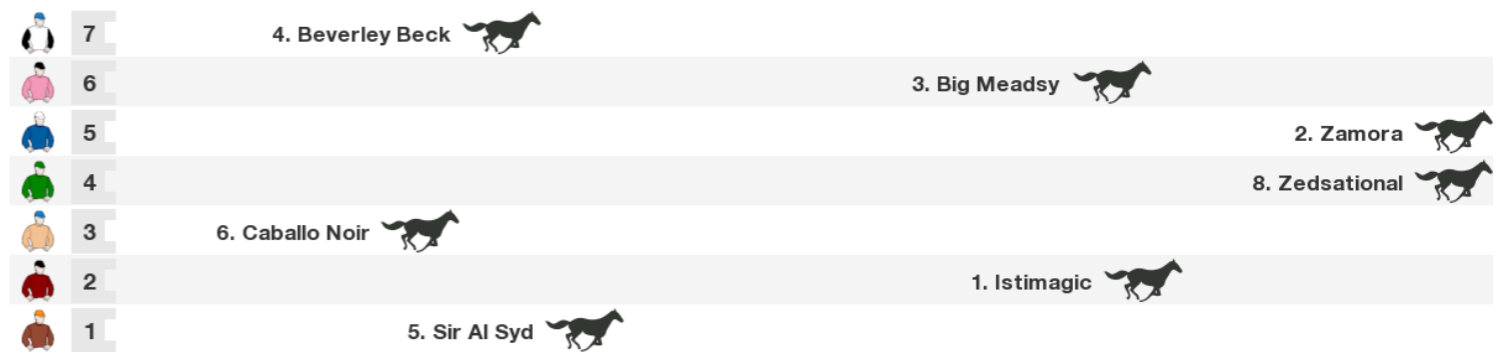 7 4. Beverley Beck
6 3. Big Meadsy
5 2. Zamora
4 8. Zedsational
3 6. Caballo Noir
2 1. Istimagic
1 5. Sir Al Syd